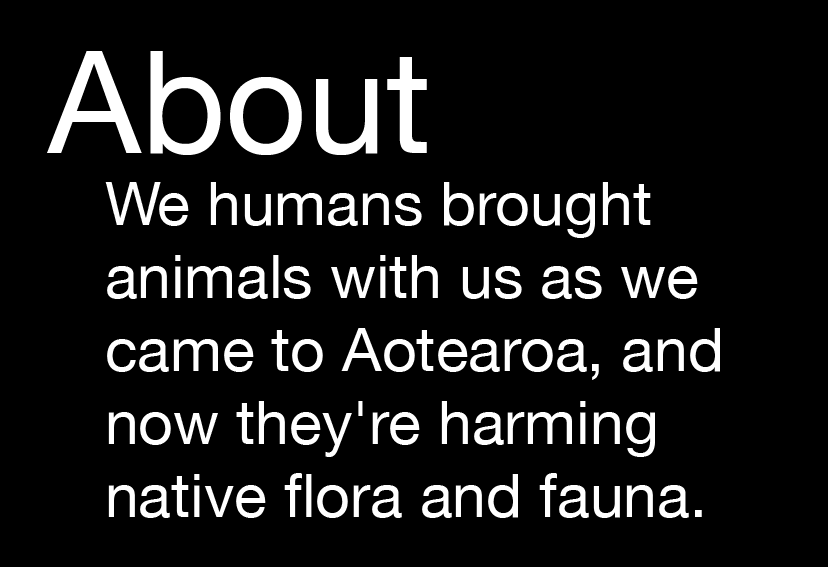 About
We humans brought
animals with us as we
came to Aotearoa, and
now they're harming
native flora and fauna.